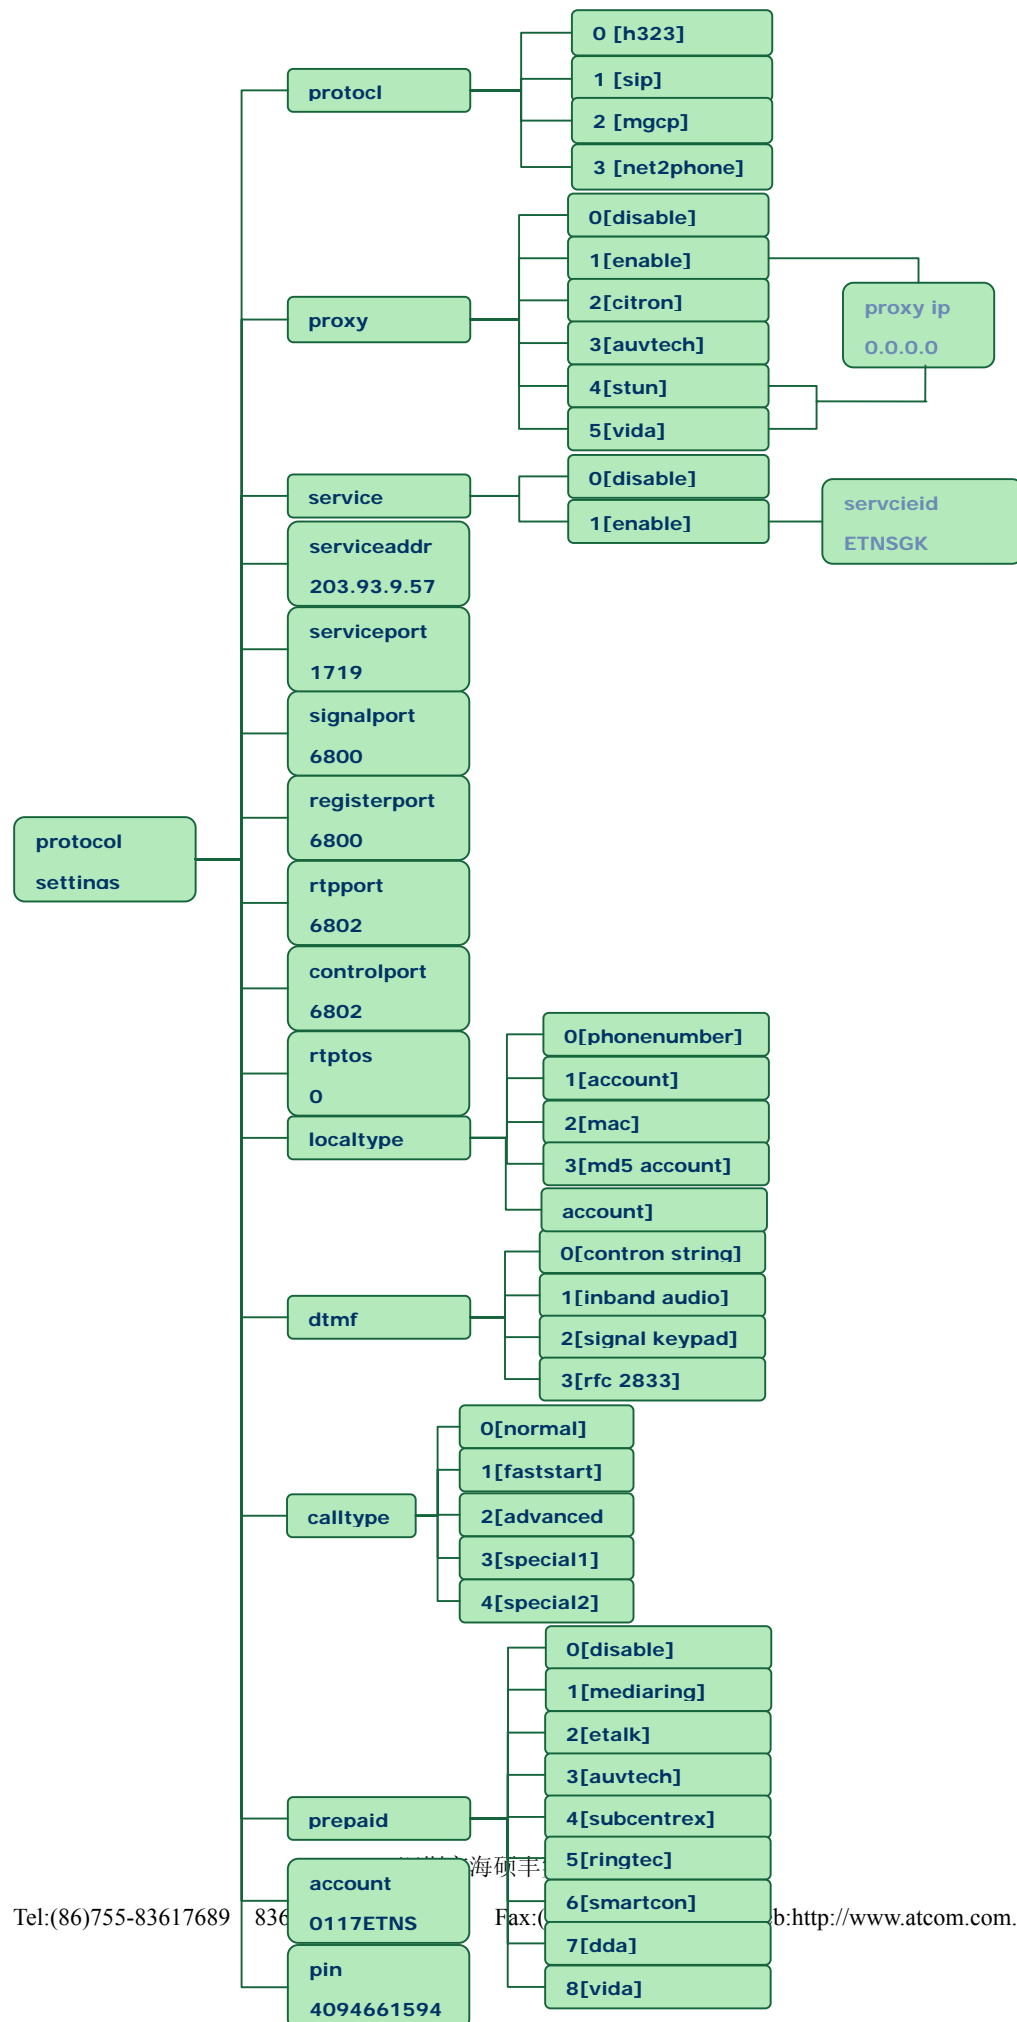 protocol
settings
protocl
0 [h323]
1 [sip]
2 [mgcp]
3 [net2phone]
proxy
0[disable]
1[enable]
2[citron]
3[auvtech]
4[stun]
5[vida]
proxy ip
0.0.0.0
service
0[disable]
1[enable]
servcieid
ETNSGK
serviceaddr
203.93.9.57
serviceport
1719
signalport
6800
registerport
6800
rtpport
6802
controlport
6802
rtptos
0
localtype
0[phonenumber]
1[account]
2[mac]
3[md5 account]
account]
dtmf
0[contron string]
1[inband audio]
2[signal keypad]
3[rfc 2833]
calltype
0[normal]
1[faststart]
2[advanced
3[special1]
4[special2]
prepaid
0[disable]
1[mediaring]
2[etalk]
3[auvtech]
4[subcentrex]
5[ringtec]
6[smartcon]
7[dda]
8[vida]
account
0117ETNS
pin
4094661594
海硕丰
Tel:(86)755-83617689 836 Fax:( b:http://www.atcom.com.